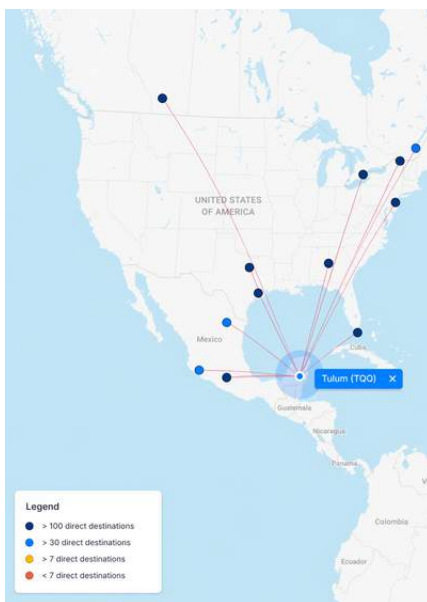 UNITED STATES
OF AMERICA
Mexico
Cuba
Tulum (TQO) ×
Guatemala
Nicaragua
Panama
Colombia
Ecuador
Legend
> 100 direct destinations
> 30 direct destinations
> 7 direct destinations
< 7 direct destinations